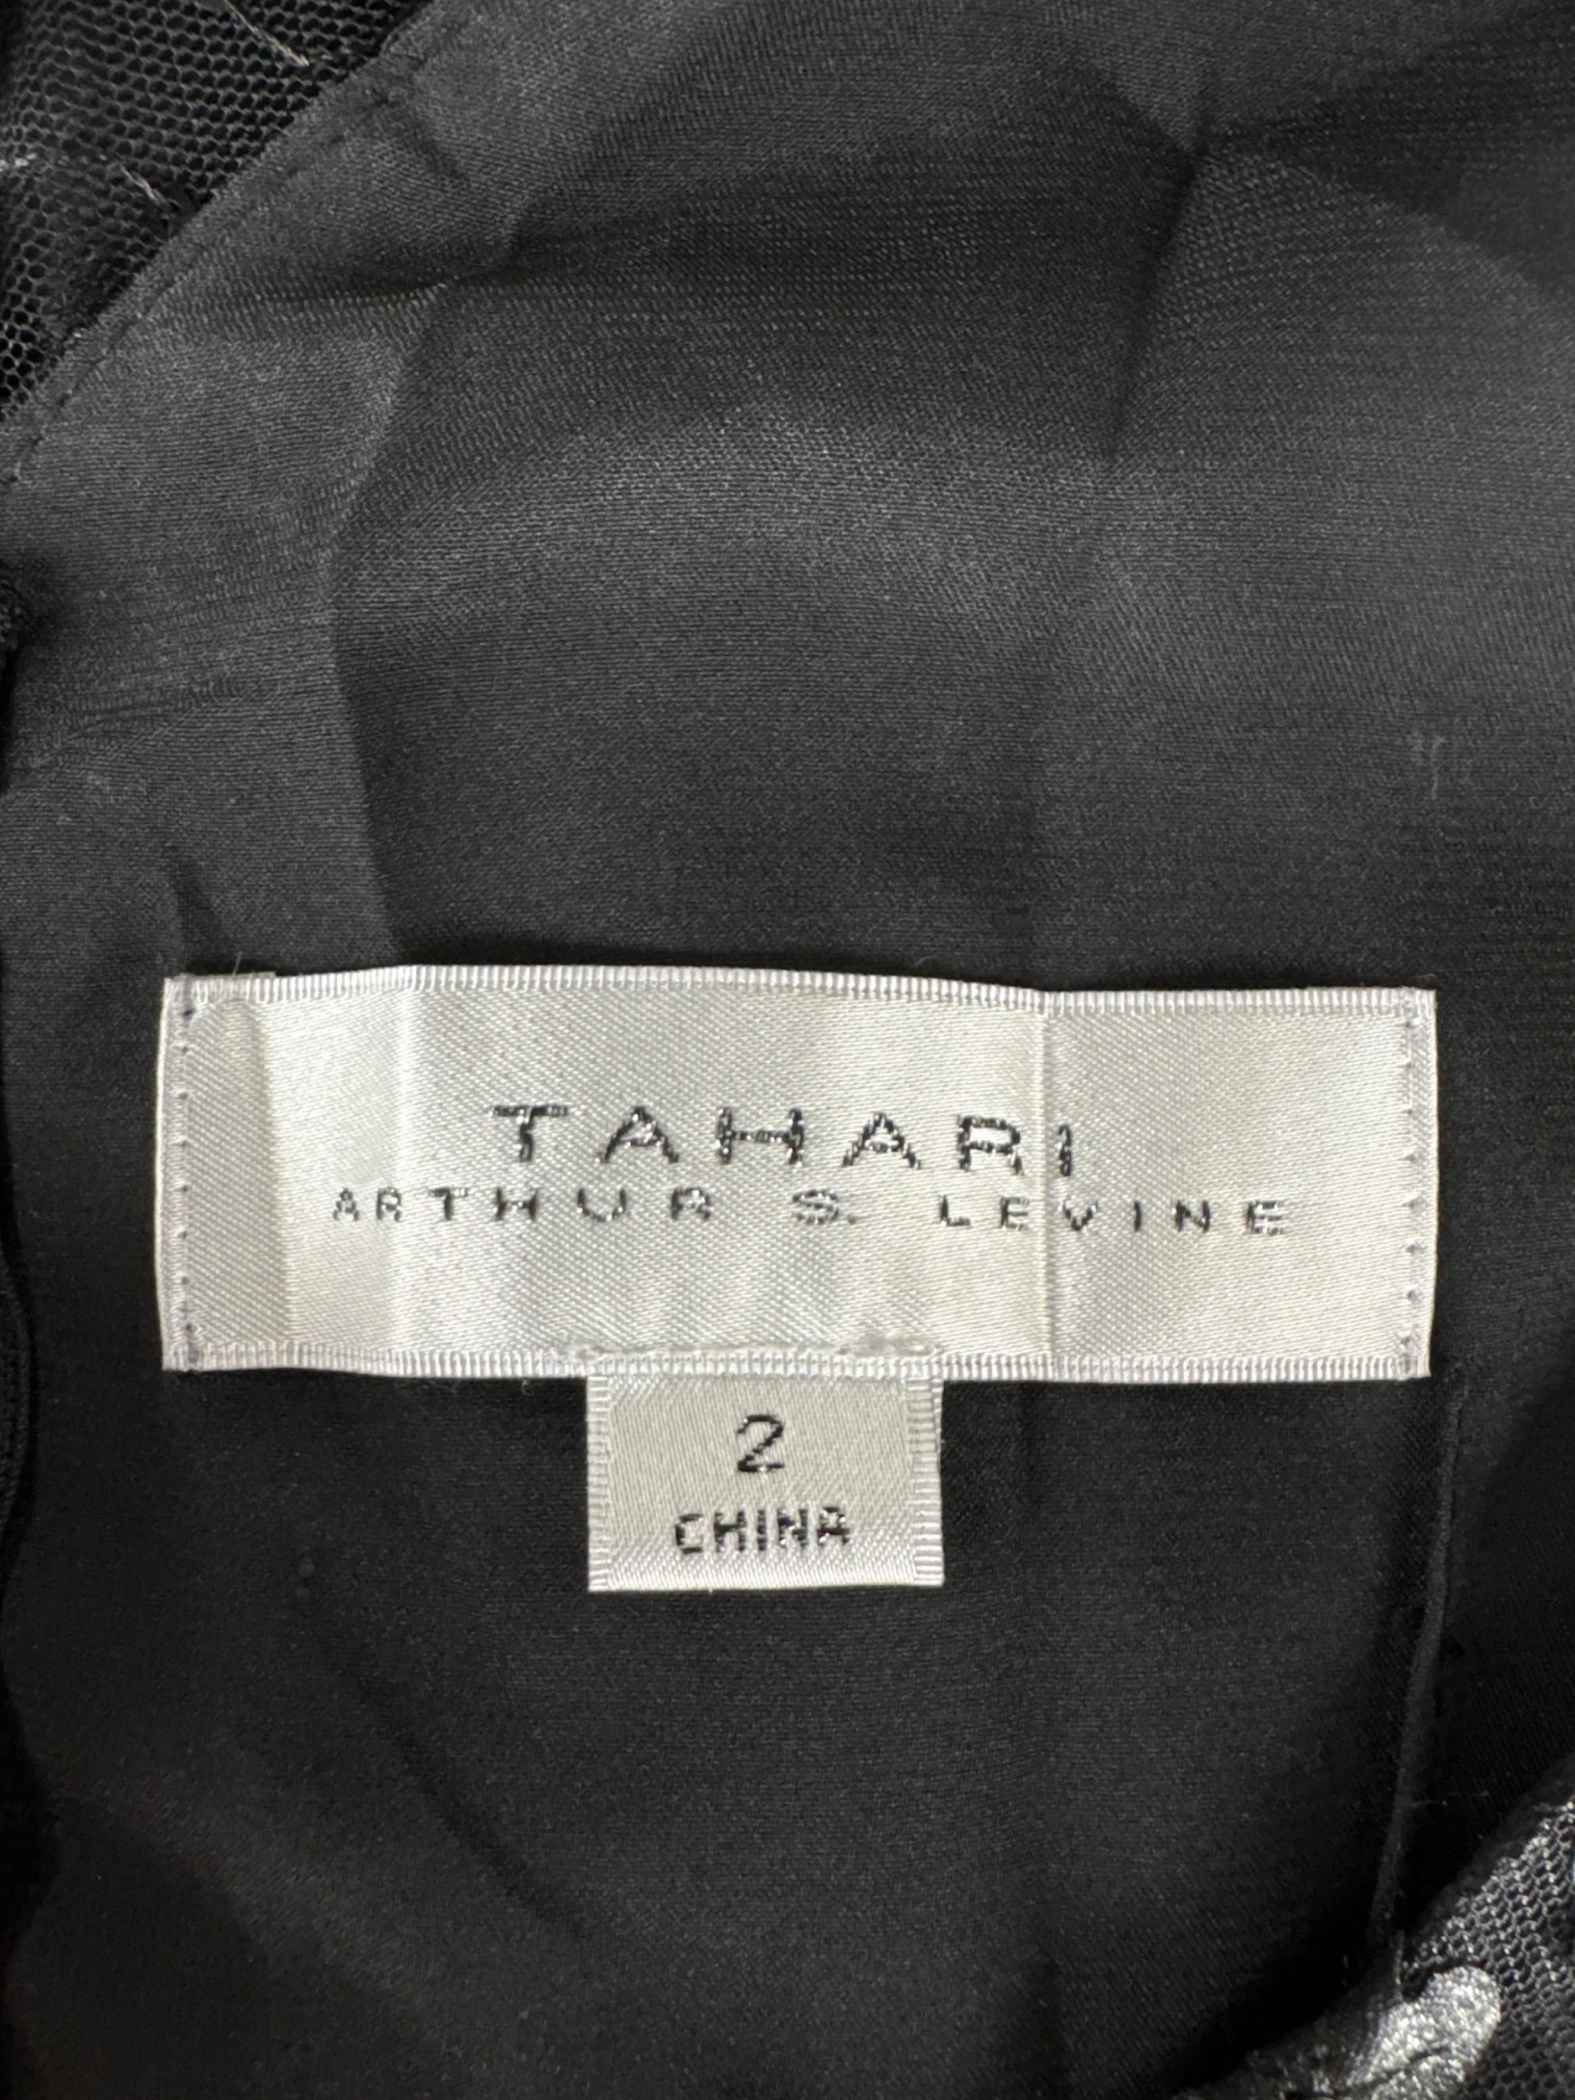 TAHARI
ARTHUR S. LEVINE
2
CHINA